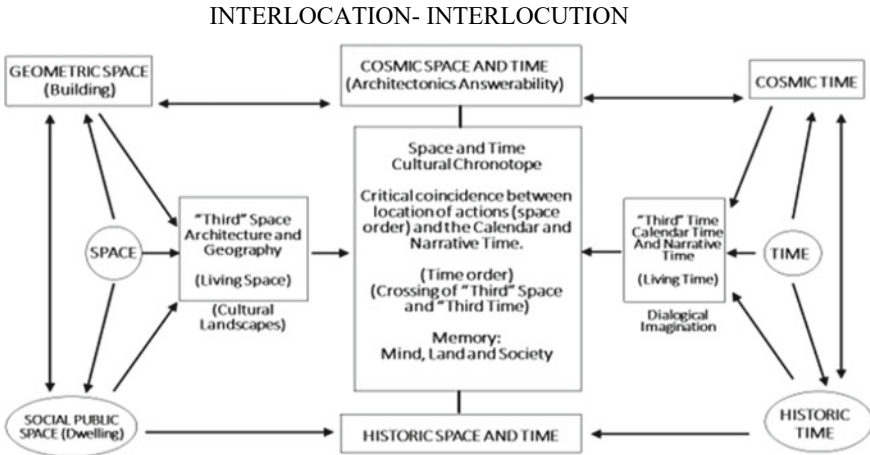 INTERLOCATION- INTERLOCUTION
GEOMETRIC SPACE
(Building)
COSMIC SPACE AND TIME
(Architectonics Answerability)
COSMIC TIME
Space and Time
Cultural Chronotope
Critical coincidence between
location of actions (space
order) and the Calendar and
Narrative Time.
(Time order)
(Crossing of "Third" Space
and "Third Time)
Memory:
Mind, Land and Society
SPACE
"Third" Space
Architecture and
Geography
(Living Space)
(Cultural
Landscapes)
"Third" Time
Calendar Time
And Narrative
Time
(Living Time)
Dialogical
Imagination
TIME
SOCIAL PUBLIC
SPACE (Dwelling)
HISTORIC SPACE AND TIME
HISTORIC
TIME